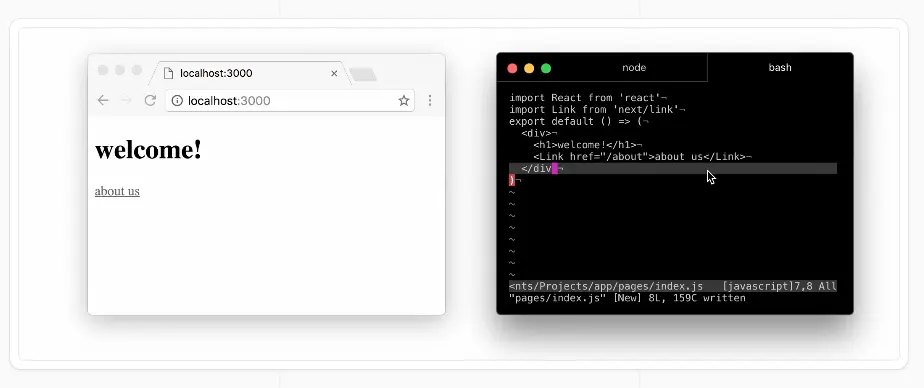 localhost:3000
localhost:3000
welcome!
about us
node
bash
import React from 'react'¬
import Link from 'next/link'¬
export default () => (¬
  <div>¬
    <h1>welcome!</h1>¬
    <Link href="/about">about us</Link>¬
  </div ¬
)¬
~
~
~
~
~
~
~
~
<nts/Projects/app/pages/index.js   [javascript]7,8 All
"pages/index.js" [New] 8L, 159C written